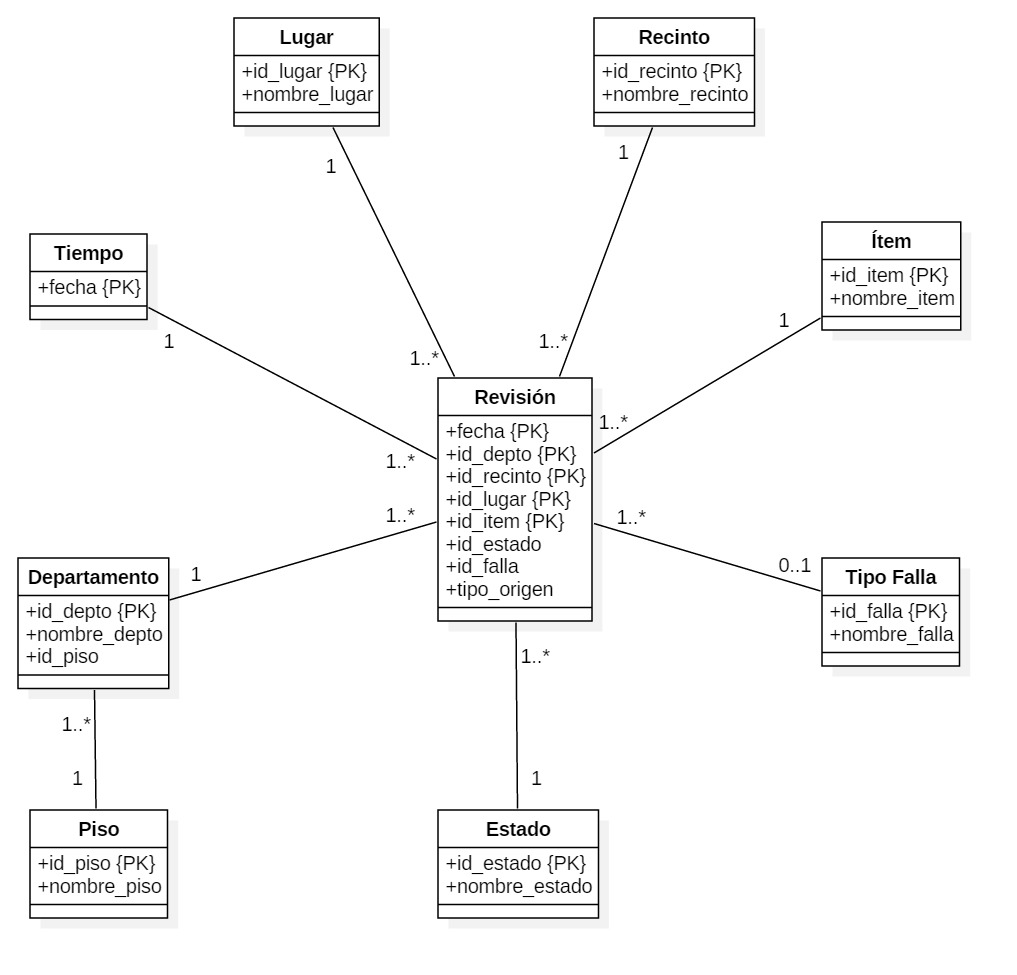 Lugar
+id_lugar {PK}
+nombre_lugar
1
1..*
Recinto
+id_recinto {PK}
+nombre_recinto
1
1..*
Tiempo
+fecha {PK}
1
1..*
Ítem
+id_item {PK}
+nombre_item
1
1..*
Revisión
+fecha {PK}
+id_depto {PK}
+id_recinto {PK}
+id_lugar {PK}
+id_item {PK}
+id_estado
+id_falla
+tipo_origen
1..*
1
Departamento
+id_depto {PK}
+nombre_depto
+id_piso
1..*
0..1
Tipo Falla
+id_falla {PK}
+nombre_falla
1..*
1
Piso
+id_piso {PK}
+nombre_piso
1..*
1
Estado
+id_estado {PK}
+nombre_estado